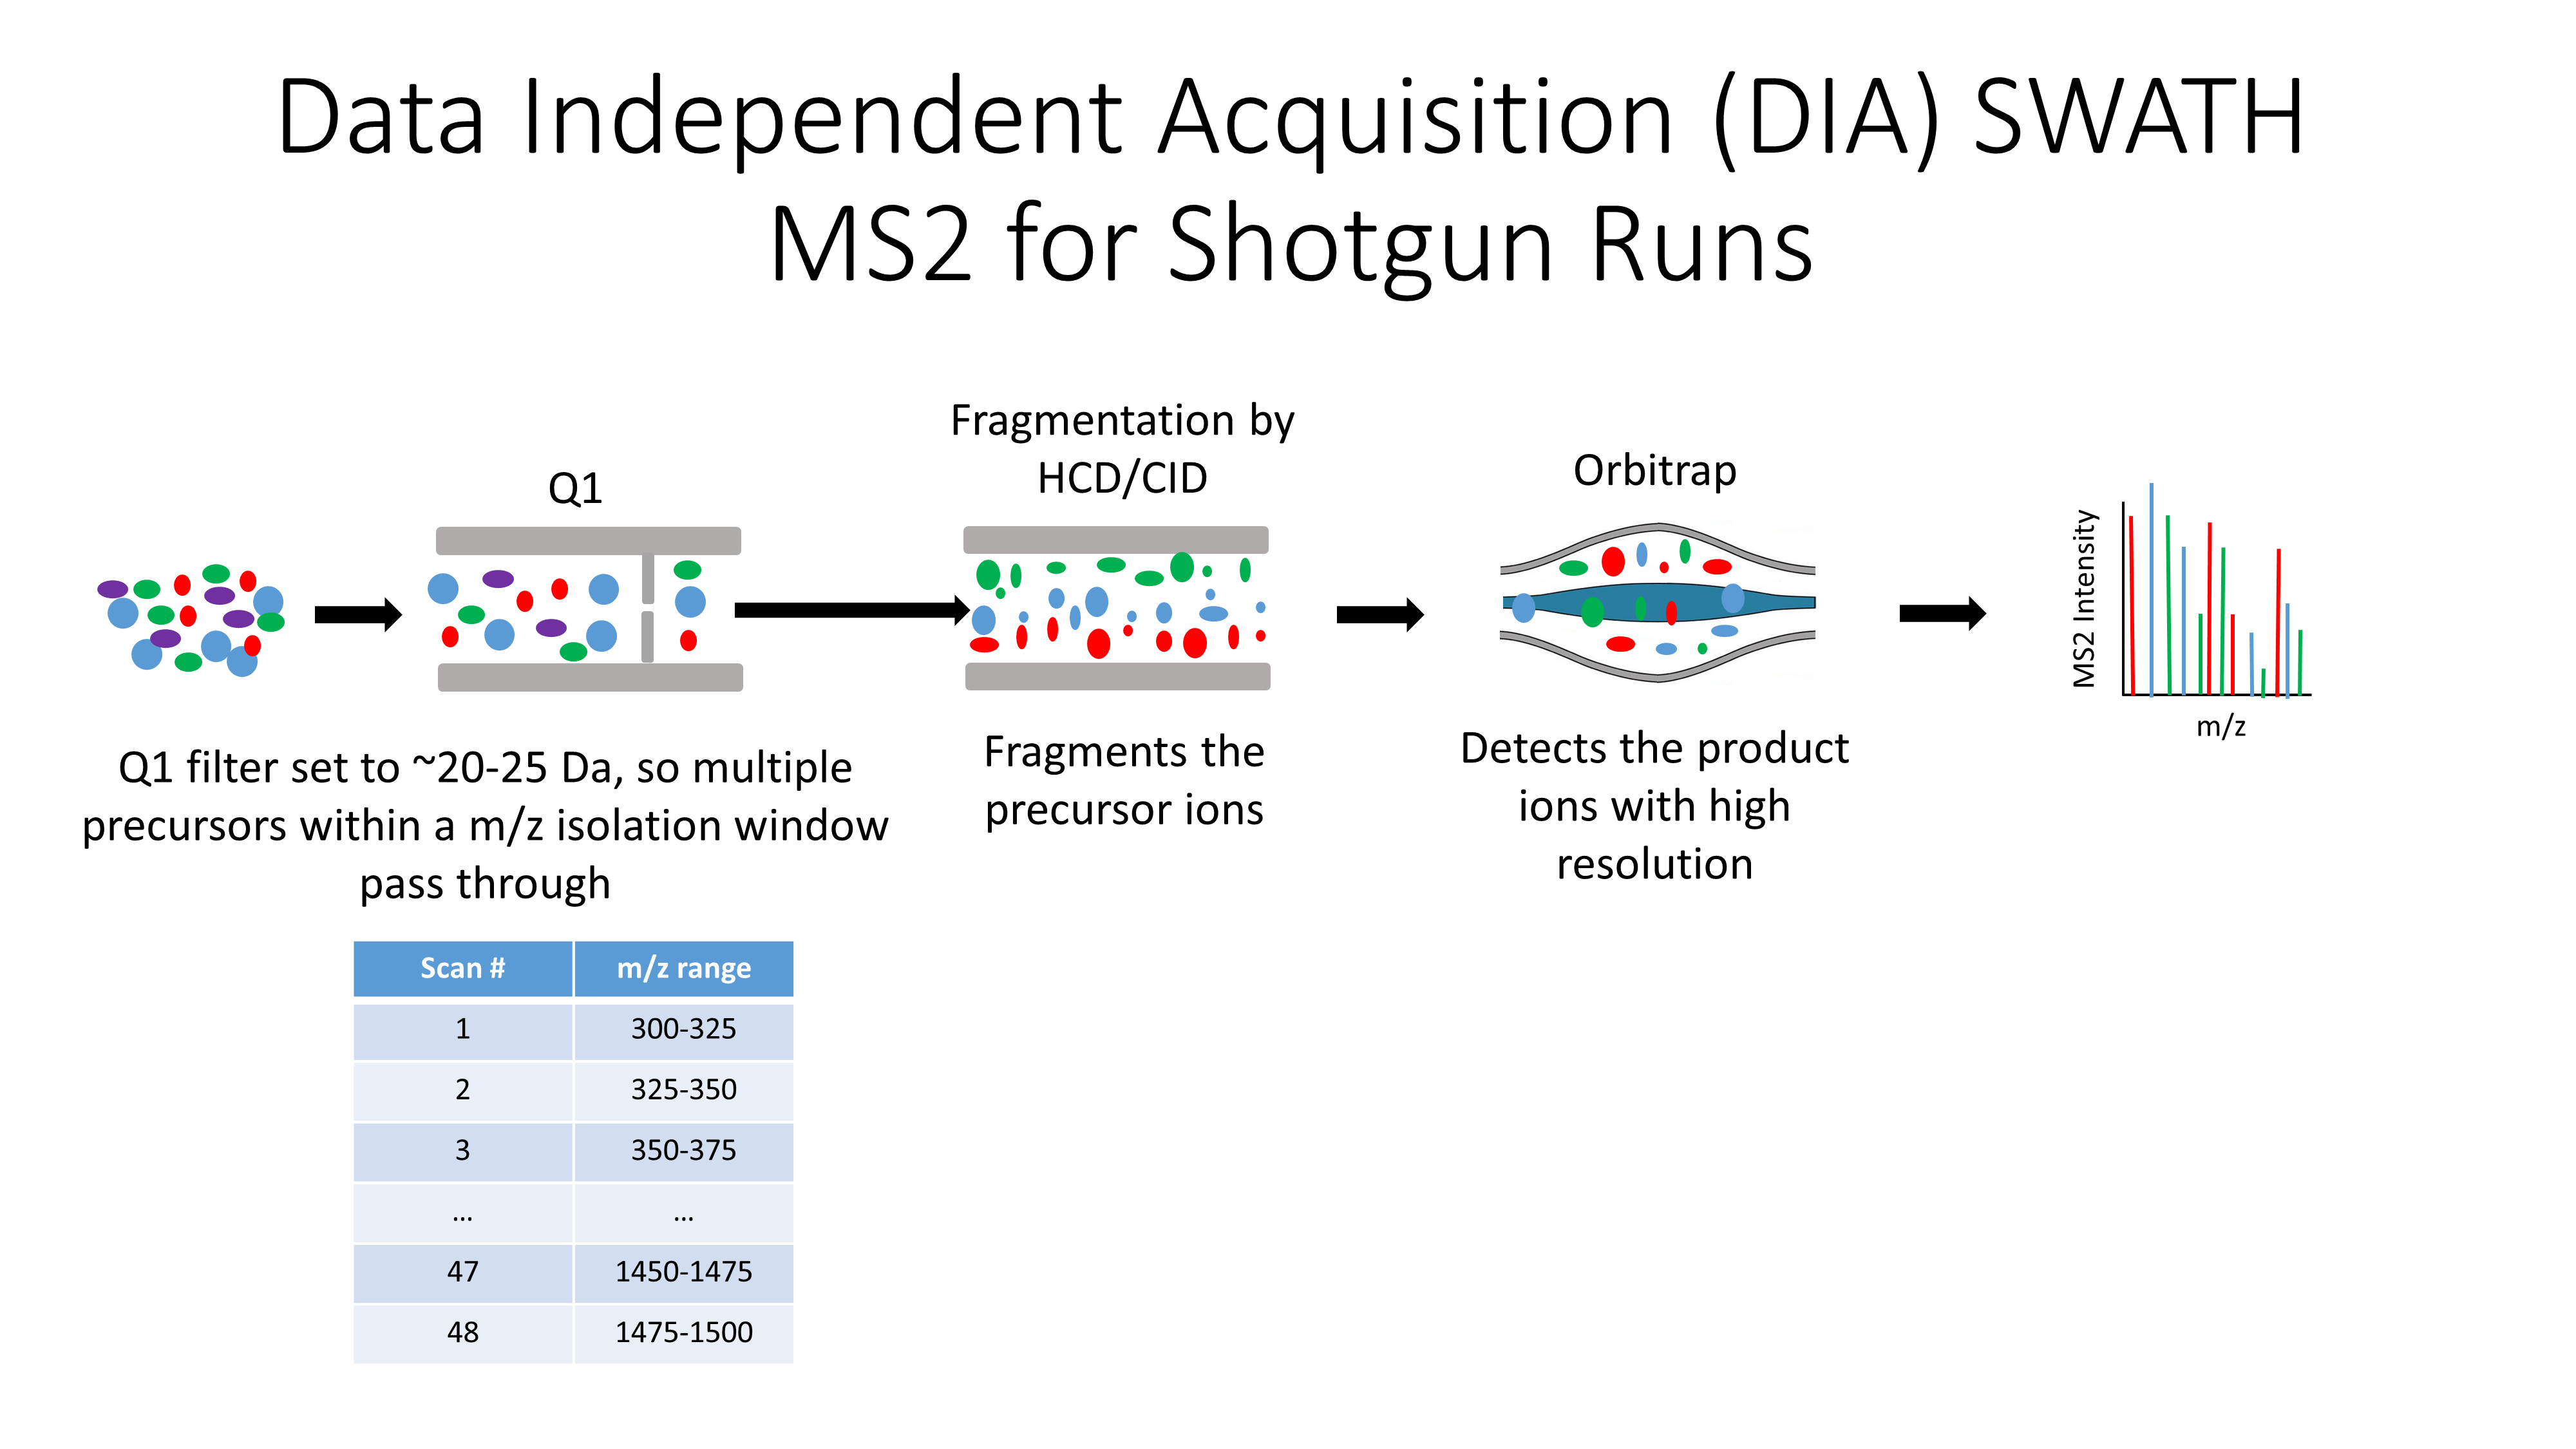 Data Independent Acquisition (DIA) SWATH
MS2 for Shotgun Runs
Q1
Fragmentation by
HCD/CID
Orbitrap
MS2 Intensity
m/z
Q1 filter set to ~20-25 Da, so multiple
precursors within a m/z isolation window
pass through
Fragments the
precursor ions
Detects the product
ions with high
resolution
Scan # m/z range
1 300-325
2 325-350
3 350-375
... ...
47 1450-1475
48 1475-1500